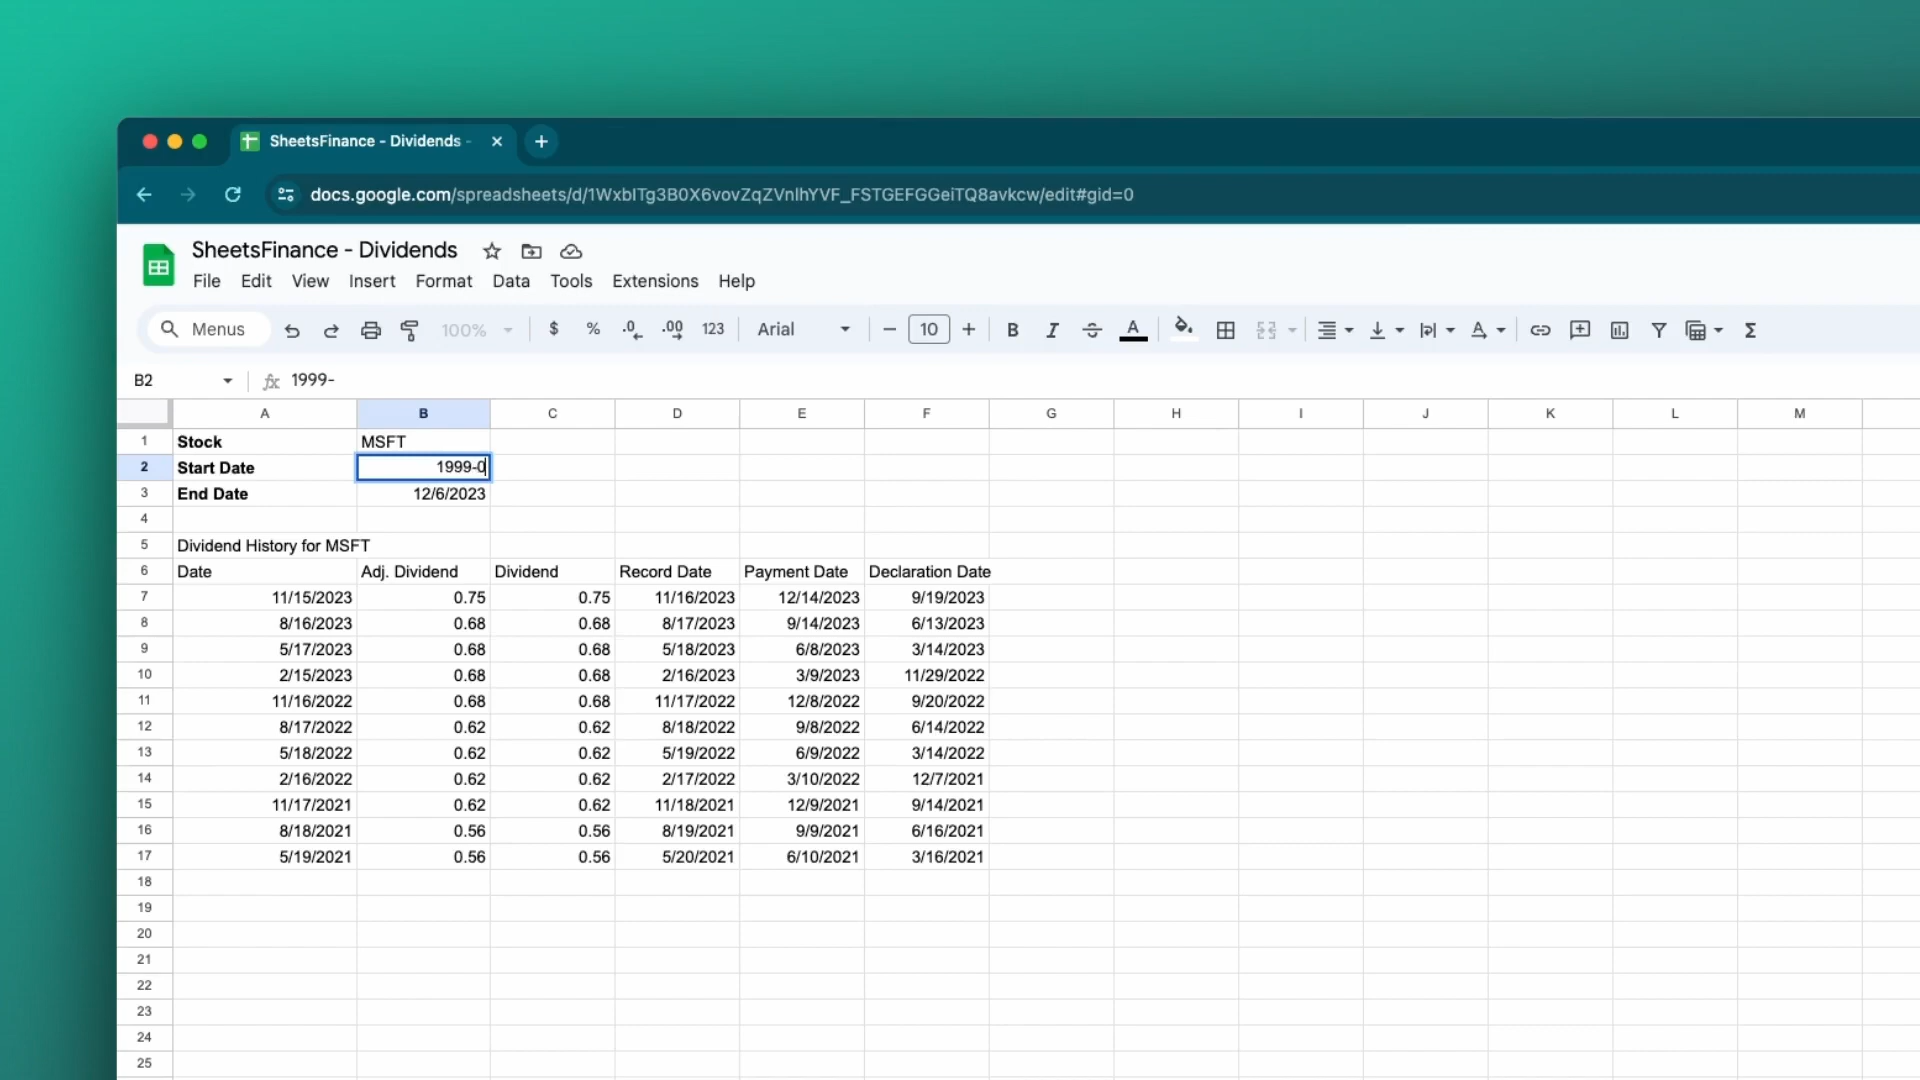 SheetsFinance - Dividends -
docs.google.com/spreadsheets/d/1WxbITg3B0X6vovZqZVnlhYVF_FSTGEFGGeiTQ8avkcw/edit#gid=0
SheetsFinance - Dividends
File Edit View Insert Format Data Tools Extensions Help
Menus 100% $ % .0 .00 123 Arial 10 B I S A
B2 fx 1999-
A B C D E F G H I J K L M
1 Stock MSFT
2 Start Date 1999-0
3 End Date 12/6/2023
4
5 Dividend History for MSFT
6 Date Adj. Dividend Dividend Record Date Payment Date Declaration Date
7 11/15/2023 0.75 0.75 11/16/2023 12/14/2023 9/19/2023
8 8/16/2023 0.68 0.68 8/17/2023 9/14/2023 6/13/2023
9 5/17/2023 0.68 0.68 5/18/2023 6/8/2023 3/14/2023
10 2/15/2023 0.68 0.68 2/16/2023 3/9/2023 11/29/2022
11 11/16/2022 0.68 0.68 11/17/2022 12/8/2022 9/20/2022
12 8/17/2022 0.62 0.62 8/18/2022 9/8/2022 6/14/2022
13 5/18/2022 0.62 0.62 5/19/2022 6/9/2022 3/14/2022
14 2/16/2022 0.62 0.62 2/17/2022 3/10/2022 12/7/2021
15 11/17/2021 0.62 0.62 11/18/2021 12/9/2021 9/14/2021
16 8/18/2021 0.56 0.56 8/19/2021 9/9/2021 6/16/2021
17 5/19/2021 0.56 0.56 5/20/2021 6/10/2021 3/16/2021
18
19
20
21
22
23
24
25